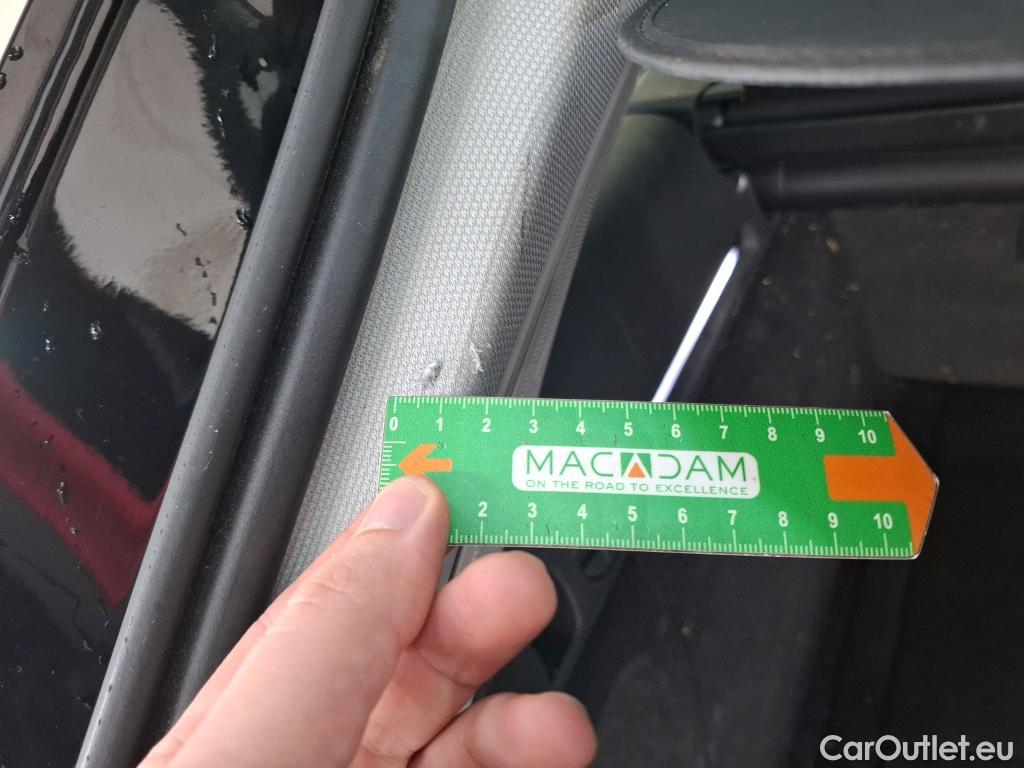 0 1 2 3 4 5 6 7 8 9 10
MACADAM
ON THE ROAD TO EXCELLENCE
2 3 4 5 6 7 8 9 10
CarOutlet.eu